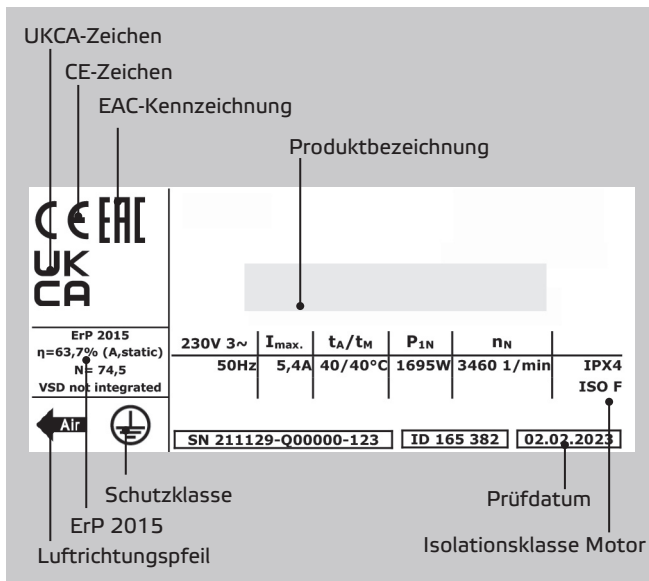 UKCA-Zeichen
CE-Zeichen
EAC-Kennzeichnung
Produktbezeichnung
CE EAC
UK
CA
ErP 2015
η=63,7% (A,static)
N= 74,5
VSD not integrated
230V 3~ Imax. tA/tM P1N nN
50Hz 5,4A 40/40°C 1695W 3460 1/min IPX4
ISO F
Air
SN 211129-Q00000-123 ID 165 382 02.02.2023
Schutzklasse
Prüfdatum
ErP 2015
Isolationsklasse Motor
Luftrichtungspfeil